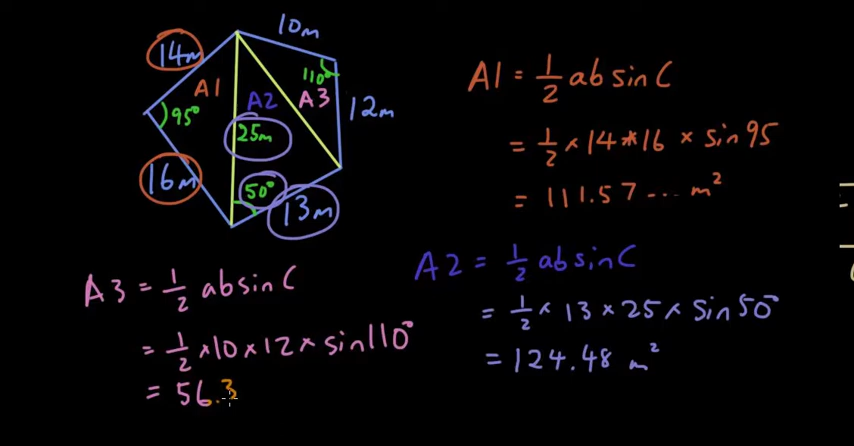 10m
14m
110°
A1
A2
A3
95°
12m
25m
16m
50°
13m
A1 = 1/2 ab sin C
= 1/2 × 14 * 16 × sin 95
= 111.57 ... m²
A2 = 1/2 ab sin C
= 1/2 × 13 × 25 × sin 50°
= 124.48 m²
A3 = 1/2 ab sin C
= 1/2 × 10 × 12 × sin 110°
= 56.3